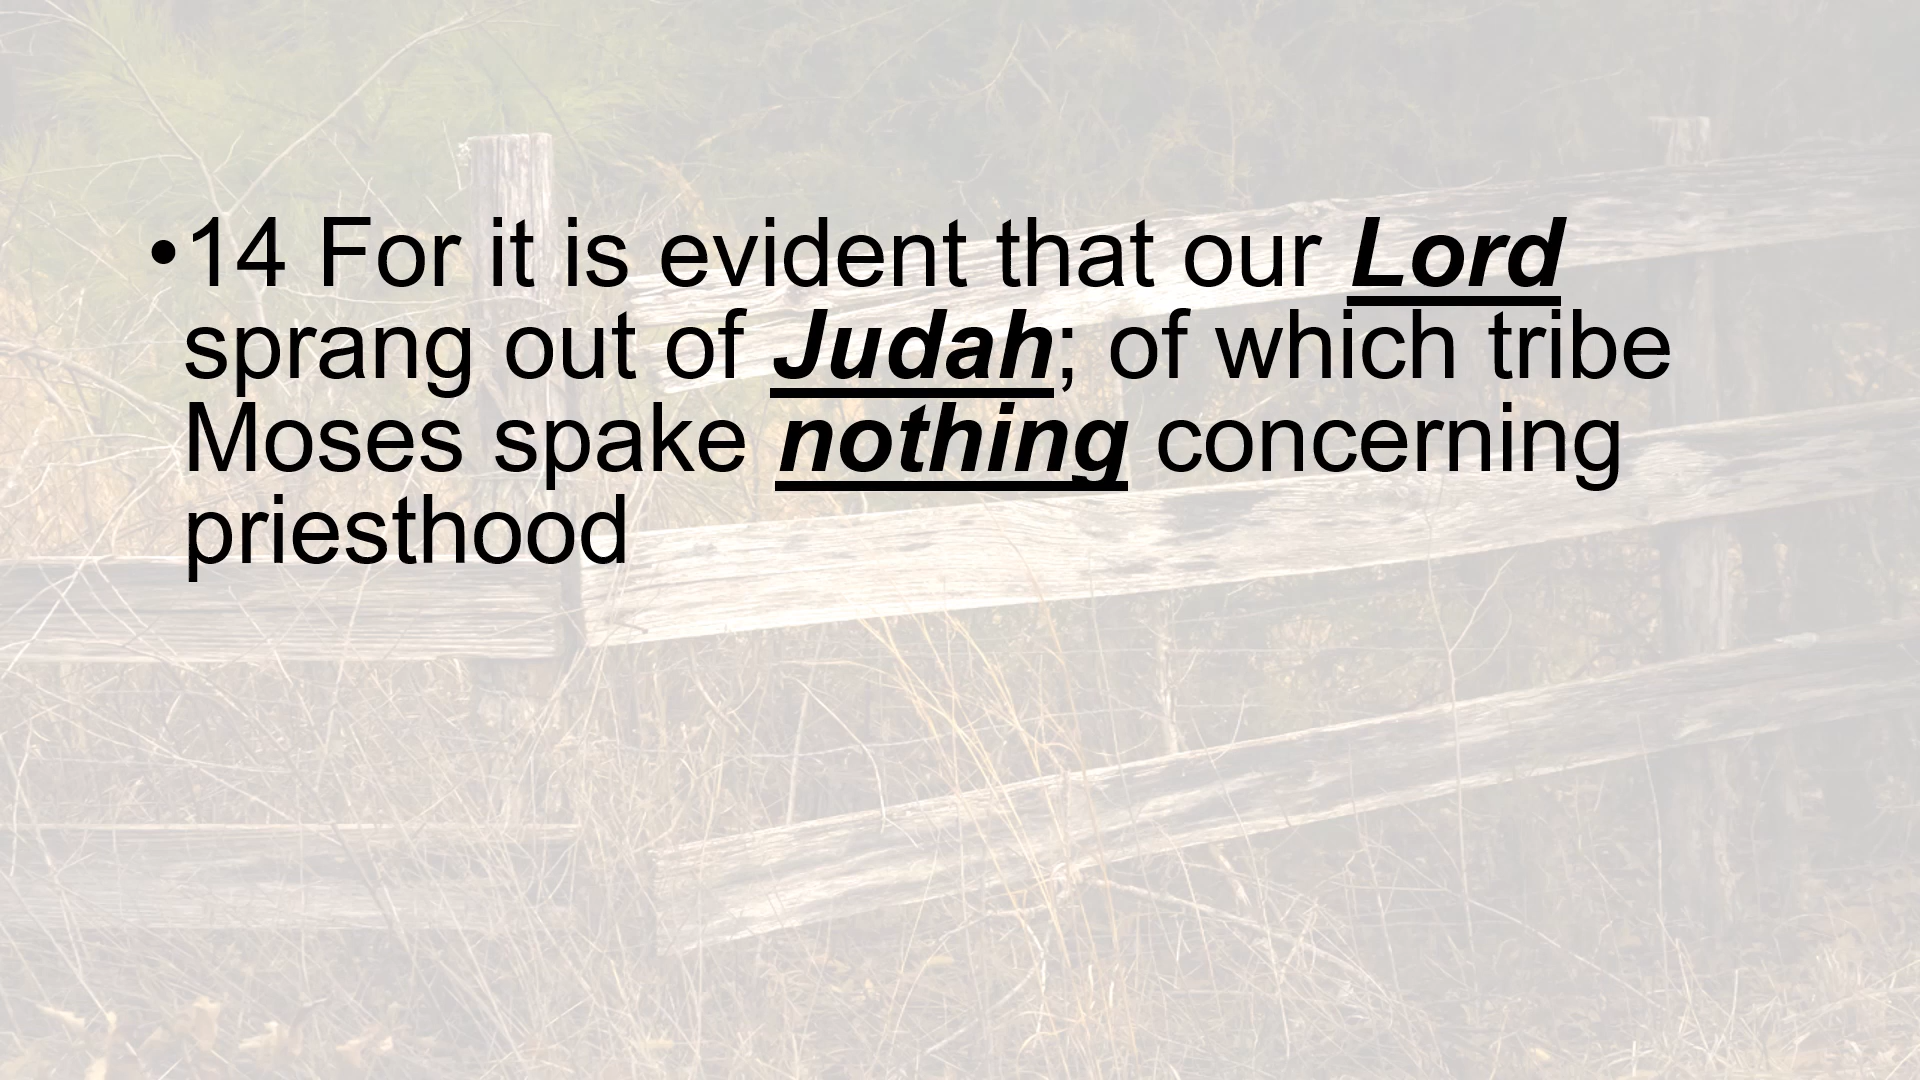 •14 For it is evident that our Lord
sprang out of Judah; of which tribe
Moses spake nothing concerning
priesthood